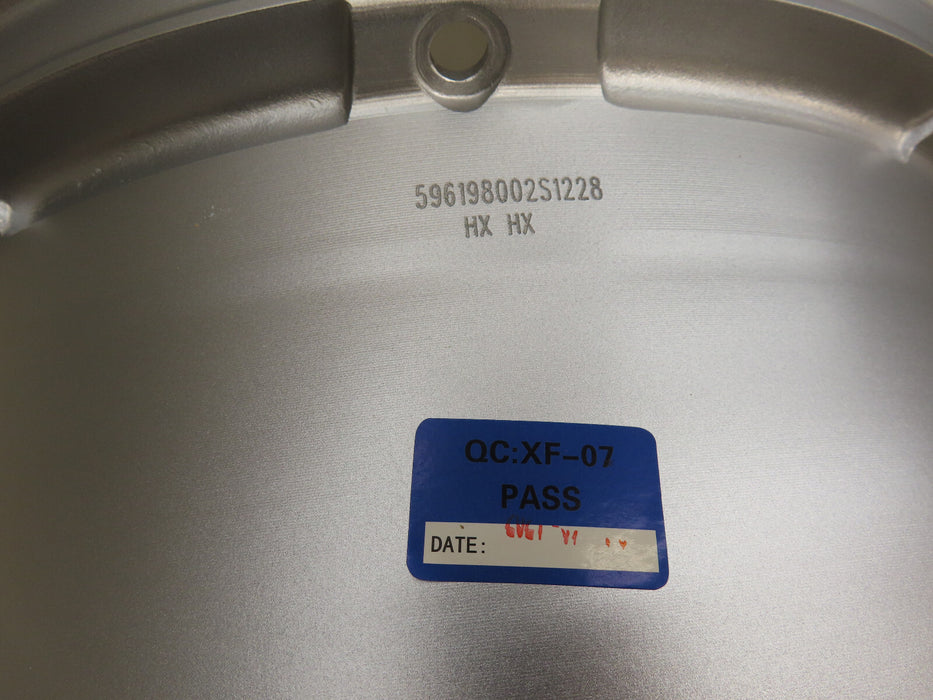 596198002S1228
HX HX
QC:XF-07
PASS
DATE: